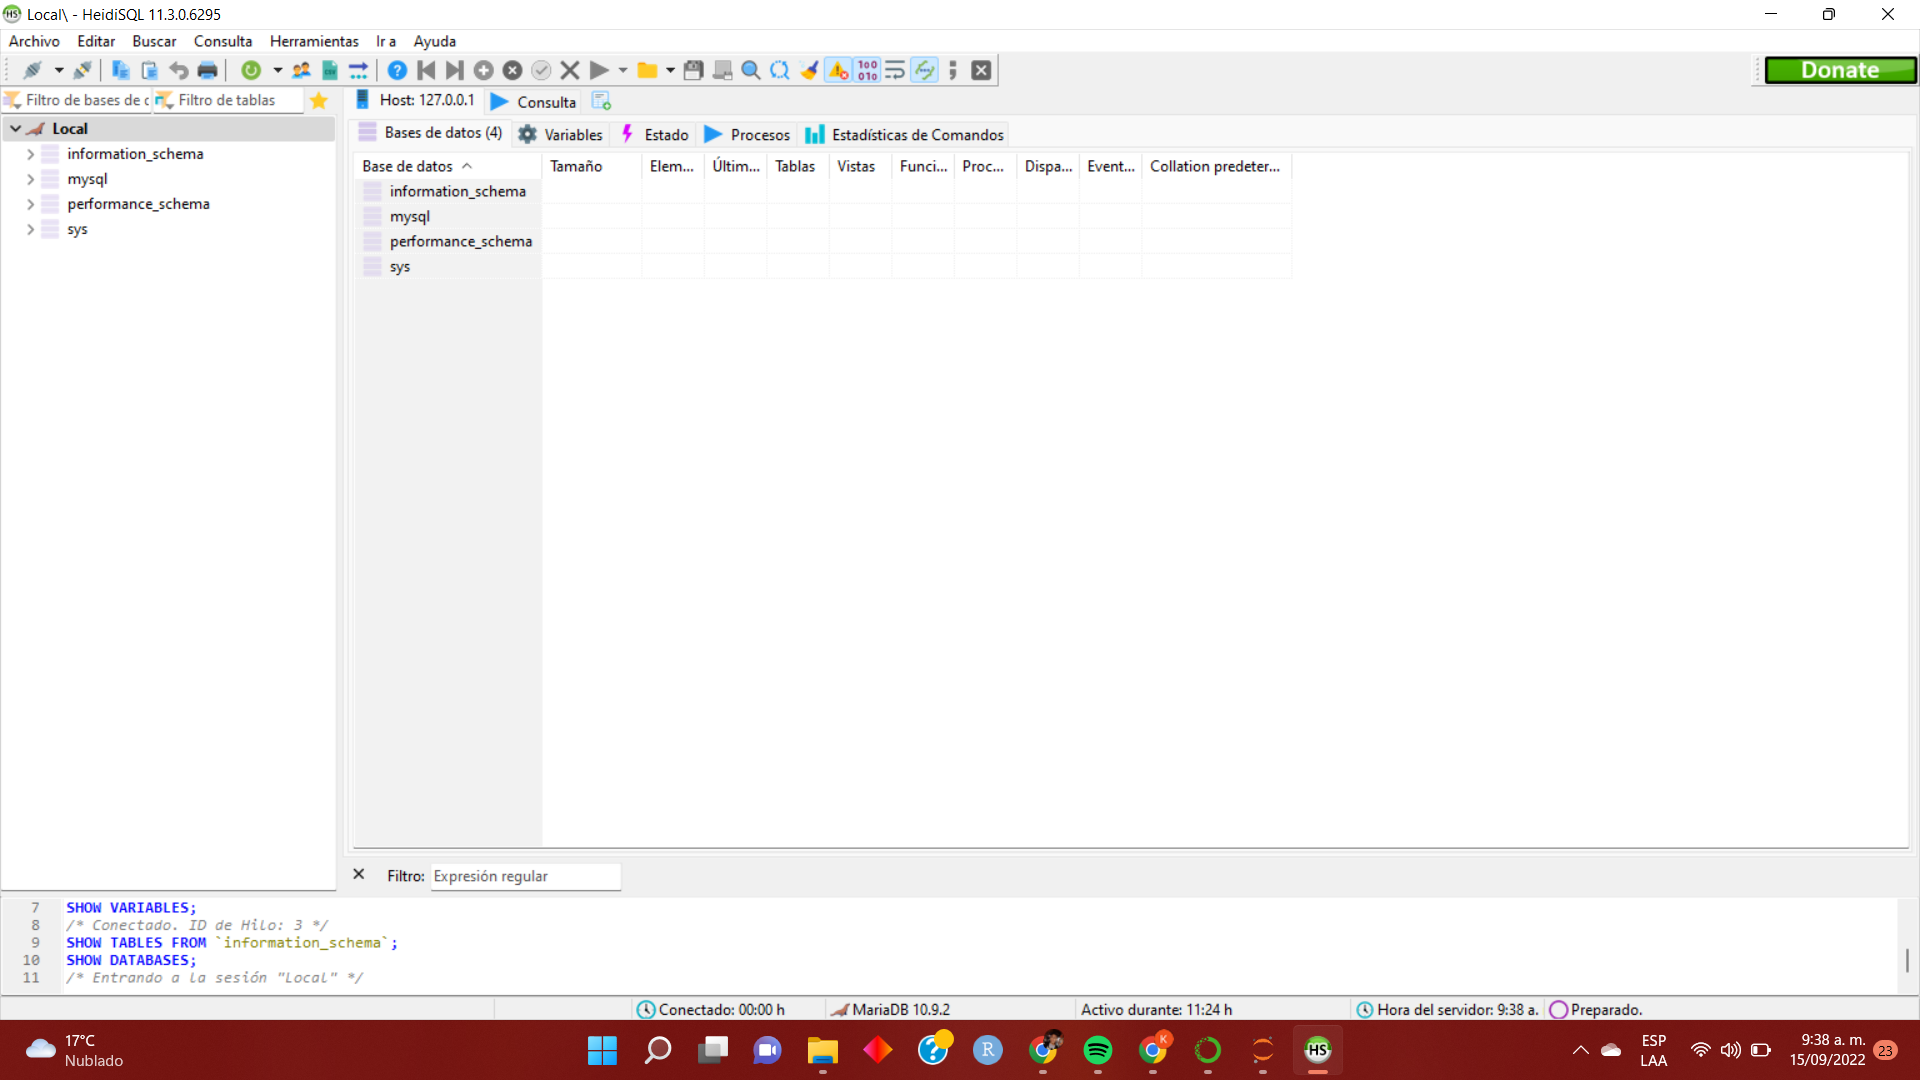 Local\ - HeidiSQL 11.3.0.6295
Archivo Editar Buscar Consulta Herramientas Ir a Ayuda
Donate
Filtro de bases de c Filtro de tablas
Host: 127.0.0.1 Consulta
Local
information_schema
mysql
performance_schema
sys
Bases de datos (4) Variables Estado Procesos Estadísticas de Comandos
Base de datos Tamaño Elem... Últim... Tablas Vistas Funci... Proc... Dispa... Event... Collation predeter...
information_schema
mysql
performance_schema
sys
Filtro: Expresión regular
7 SHOW VARIABLES;
8 /* Conectado. ID de Hilo: 3 */
9 SHOW TABLES FROM `information_schema`;
10 SHOW DATABASES;
11 /* Entrando a la sesión "Local" */
Conectado: 00:00 h MariaDB 10.9.2 Activo durante: 11:24 h Hora del servidor: 9:38 a. Preparado.
17°C
Nublado
ESP
LAA
9:38 a. m.
15/09/2022
23